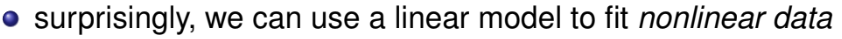 surprisingly, we can use a linear model to fit nonlinear data